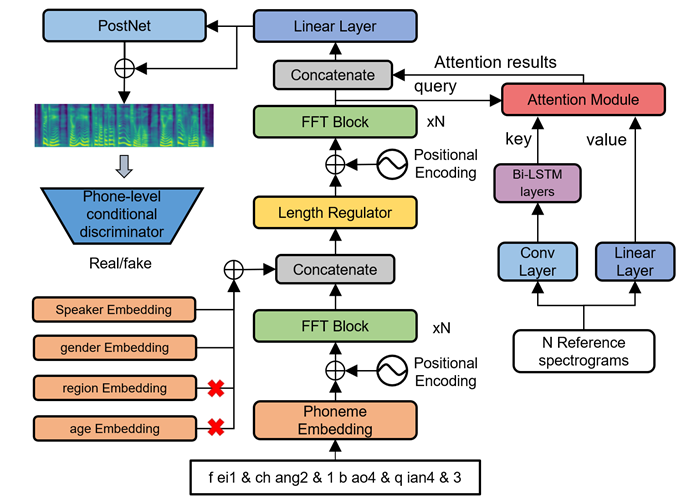 PostNet
Linear Layer
Attention results
Concatenate
query
Attention Module
FFT Block
xN
key
value
Positional
Encoding
Bi-LSTM
layers
Phone-level
conditional
discriminator
Length Regulator
Real/fake
Conv
Layer
Linear
Layer
Concatenate
Speaker Embedding
FFT Block
xN
N Reference
spectrograms
gender Embedding
Positional
Encoding
region Embedding
Phoneme
Embedding
age Embedding
f ei1 & ch ang2 & 1 b ao4 & q ian4 & 3